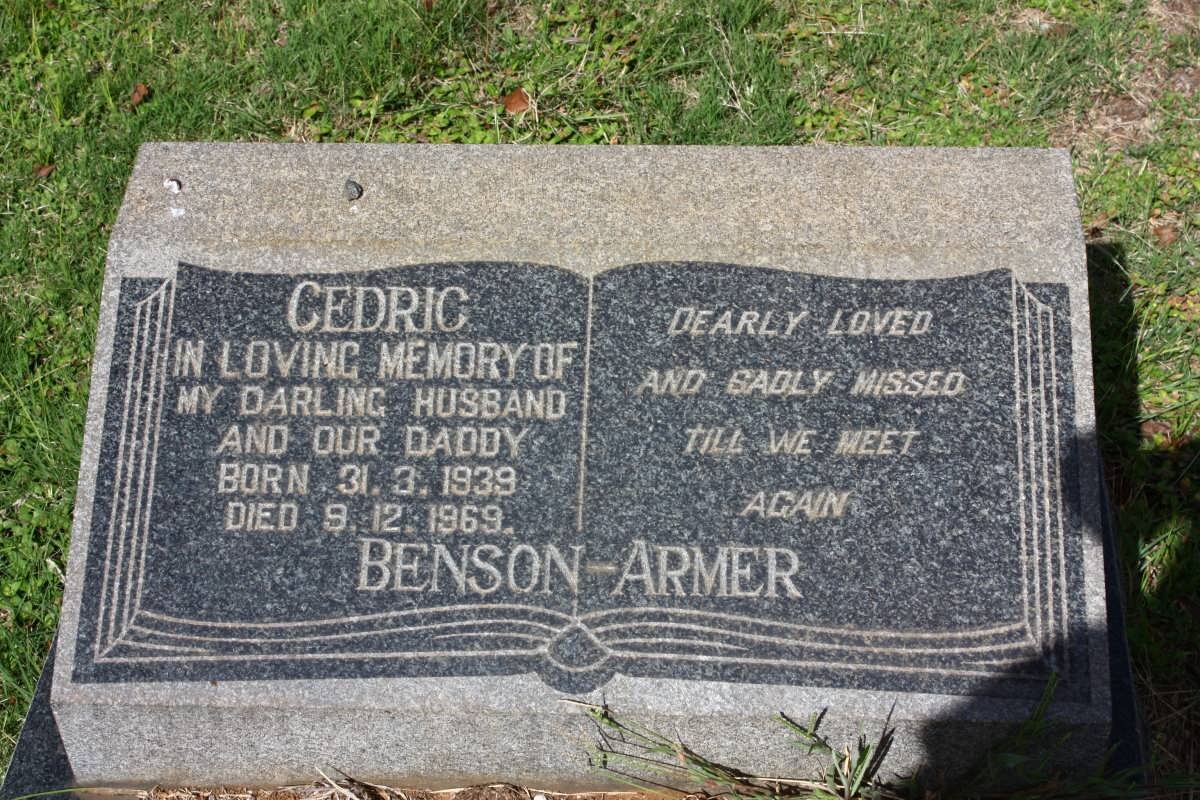 CEDRIC
IN LOVING MEMORY OF
MY DARLING HUSBAND
AND OUR DADDY
BORN 31.3.1939
DIED 9.12.1969.
DEARLY LOVED
AND SADLY MISSED
TILL WE MEET
AGAIN
BENSON-ARMER